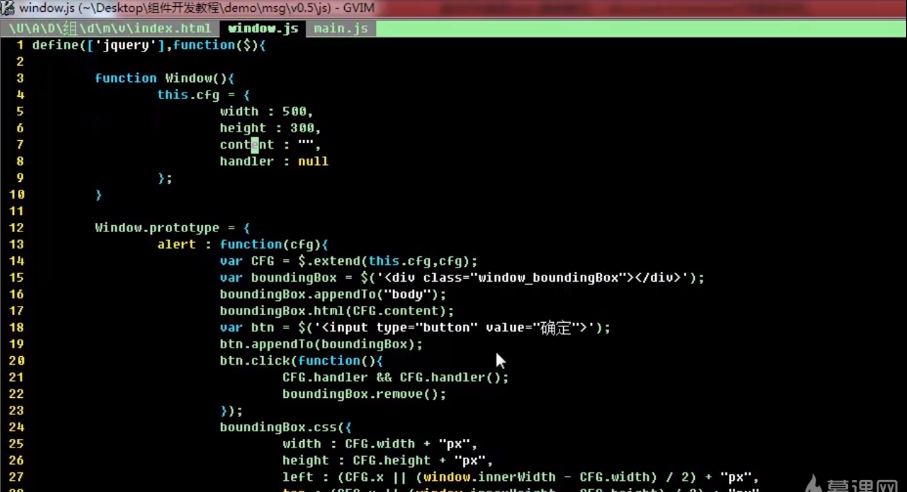 window.js (~\Desktop\组件开发教程\demo\msg\v0.5\js) - GVIM
\U\A\D\组\d\m\v\index.html window.js main.js
1 define(['jquery'],function($){
2
3 function Window(){
4 this.cfg = {
5 width : 500,
6 height : 300,
7 content : "",
8 handler : null
9 };
10 }
11
12 Window.prototype = {
13 alert : function(cfg){
14 var CFG = $.extend(this.cfg,cfg);
15 var boundingBox = $('<div class="window_boundingBox"></div>');
16 boundingBox.appendTo("body");
17 boundingBox.html(CFG.content);
18 var btn = $('<input type="button" value="确定">');
19 btn.appendTo(boundingBox);
20 btn.click(function(){
21 CFG.handler && CFG.handler();
22 boundingBox.remove();
23 });
24 boundingBox.css({
25 width : CFG.width + "px",
26 height : CFG.height + "px",
27 left : (CFG.x || (window.innerWidth - CFG.width) / 2) + "px",
慕课网